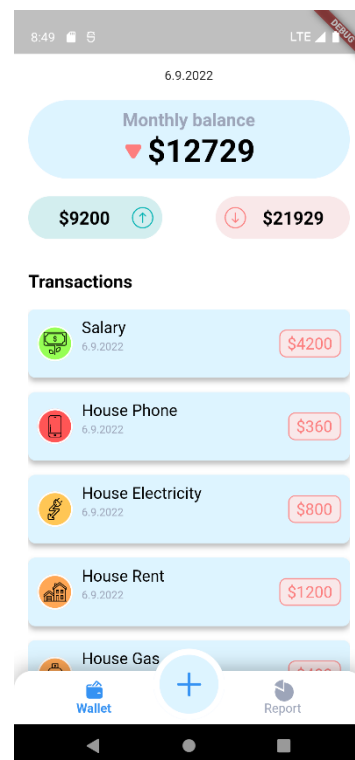 8:49
LTE
DEBUG
6.9.2022
Monthly balance
$12729
$9200
$21929
Transactions
Salary
6.9.2022
$4200
House Phone
6.9.2022
$360
House Electricity
6.9.2022
$800
House Rent
6.9.2022
$1200
House Gas
Wallet
Report